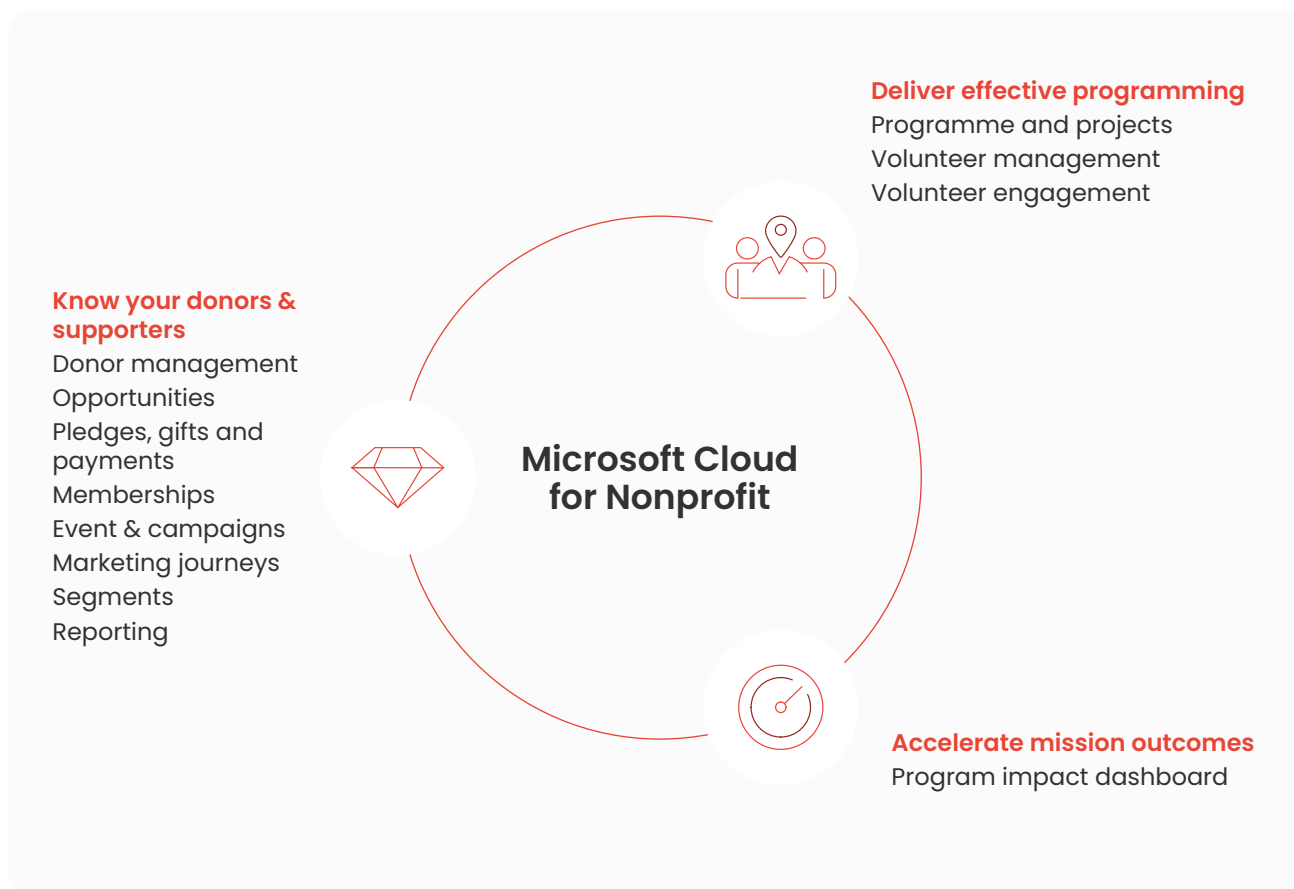 Deliver effective programming
Programme and projects
Volunteer management
Volunteer engagement
Know your donors &
supporters
Donor management
Opportunities
Pledges, gifts and
payments
Memberships
Event & campaigns
Marketing journeys
Segments
Reporting
Microsoft Cloud
for Nonprofit
Accelerate mission outcomes
Program impact dashboard